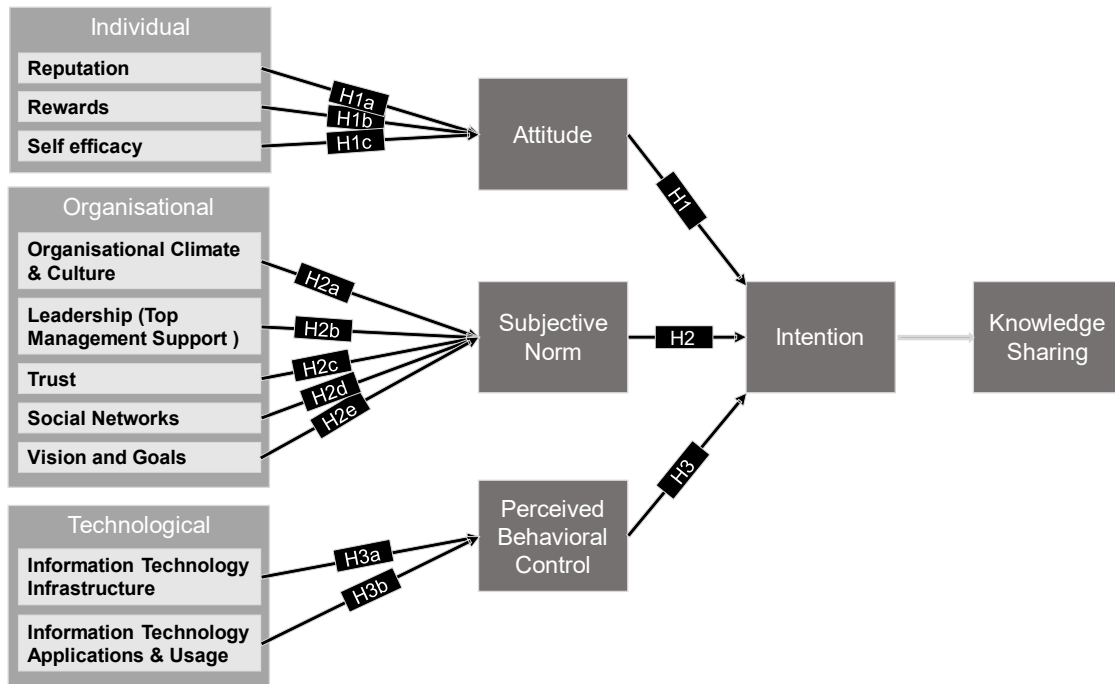 Individual
Reputation
Rewards
Self efficacy
H1a
H1b
H1c
Attitude
H1
Organisational
Organisational Climate
& Culture
Leadership (Top
Management Support )
Trust
Social Networks
Vision and Goals
H2a
H2b
H2c
H2d
H2e
Subjective
Norm
H2
Intention
Knowledge
Sharing
Technological
Information Technology
Infrastructure
Information Technology
Applications & Usage
H3a
H3b
Perceived
Behavioral
Control
H3